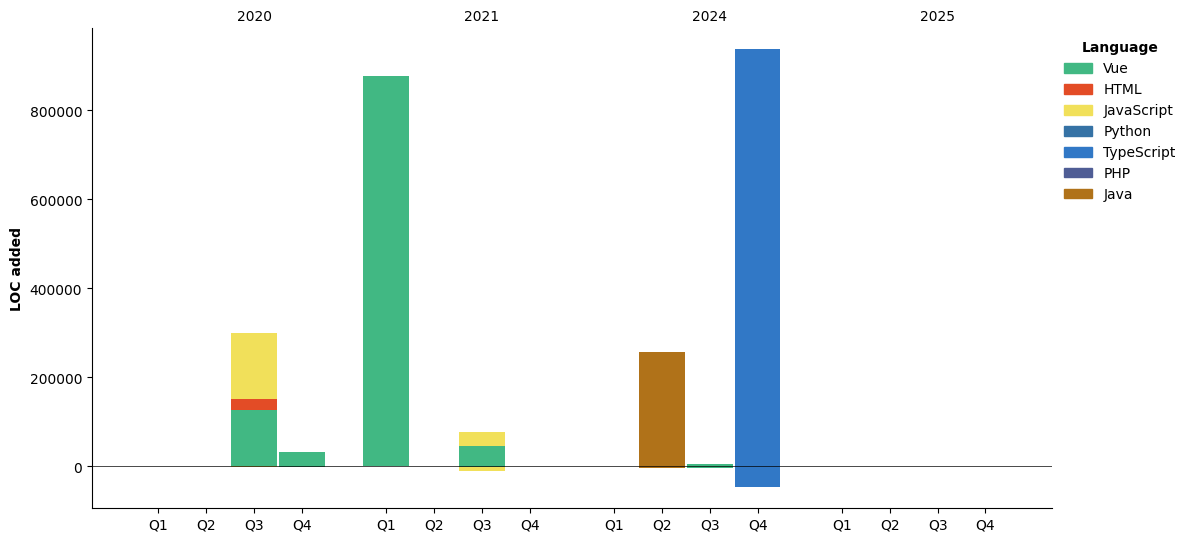 2020 2021 2024 2025
LOC added
800000
600000
400000
200000
0
Q1 Q2 Q3 Q4 Q1 Q2 Q3 Q4 Q1 Q2 Q3 Q4 Q1 Q2 Q3 Q4
Language
Vue
HTML
JavaScript
Python
TypeScript
PHP
Java